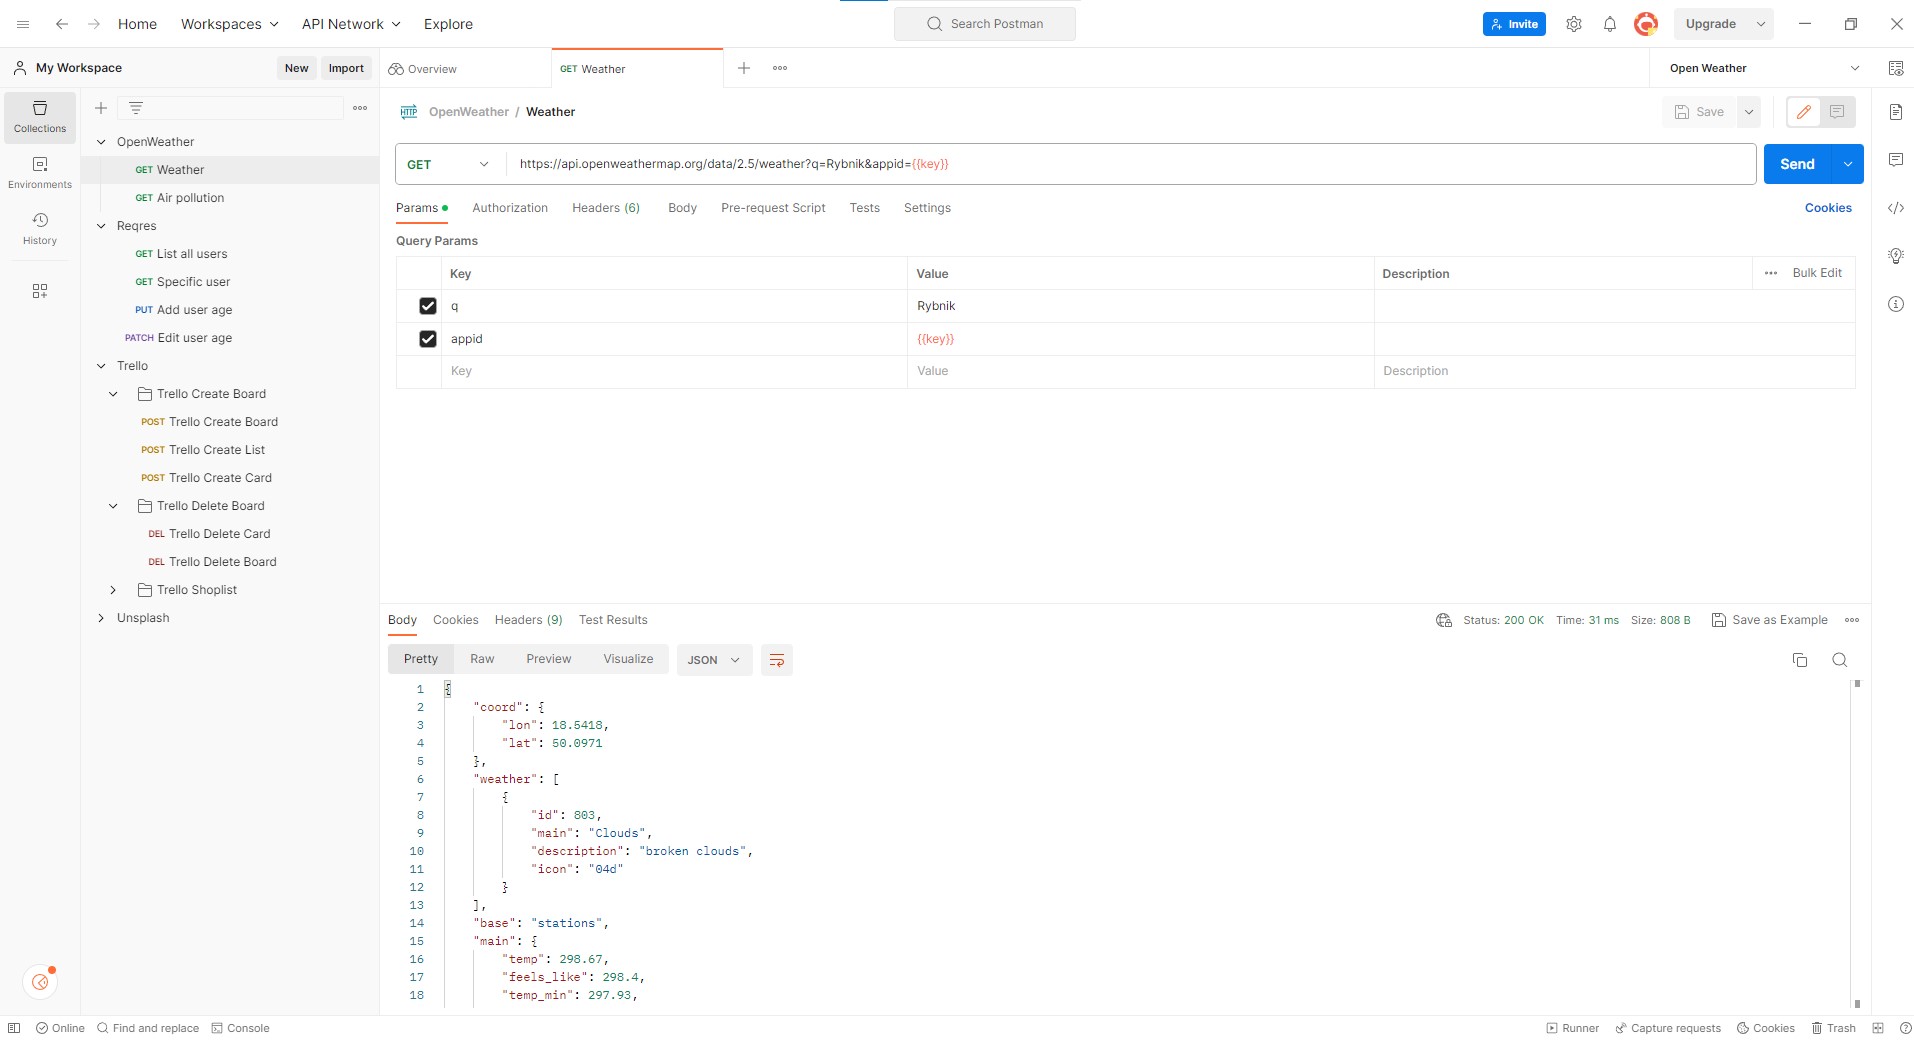 Home Workspaces API Network Explore Search Postman Invite Upgrade
My Workspace New Import Overview GET Weather Open Weather
Collections
Environments
History
OpenWeather
GET Weather
GET Air pollution
Reqres
GET List all users
GET Specific user
PUT Add user age
PATCH Edit user age
Trello
Trello Create Board
POST Trello Create Board
POST Trello Create List
POST Trello Create Card
Trello Delete Board
DEL Trello Delete Card
DEL Trello Delete Board
Trello Shoplist
Unsplash
HTTP OpenWeather / Weather Save
GET https://api.openweathermap.org/data/2.5/weather?q=Rybnik&appid={{key}} Send
Params Authorization Headers (6) Body Pre-request Script Tests Settings Cookies
Query Params
Key Value Description Bulk Edit
q Rybnik
appid {{key}}
Key Value Description
Body Cookies Headers (9) Test Results Status: 200 OK Time: 31 ms Size: 808 B Save as Example
Pretty Raw Preview Visualize JSON
1 {
2 "coord": {
3 "lon": 18.5418,
4 "lat": 50.0971
5 },
6 "weather": [
7 {
8 "id": 803,
9 "main": "Clouds",
10 "description": "broken clouds",
11 "icon": "04d"
12 }
13 ],
14 "base": "stations",
15 "main": {
16 "temp": 298.67,
17 "feels_like": 298.4,
18 "temp_min": 297.93,
Online Find and replace Console Runner Capture requests Cookies Trash